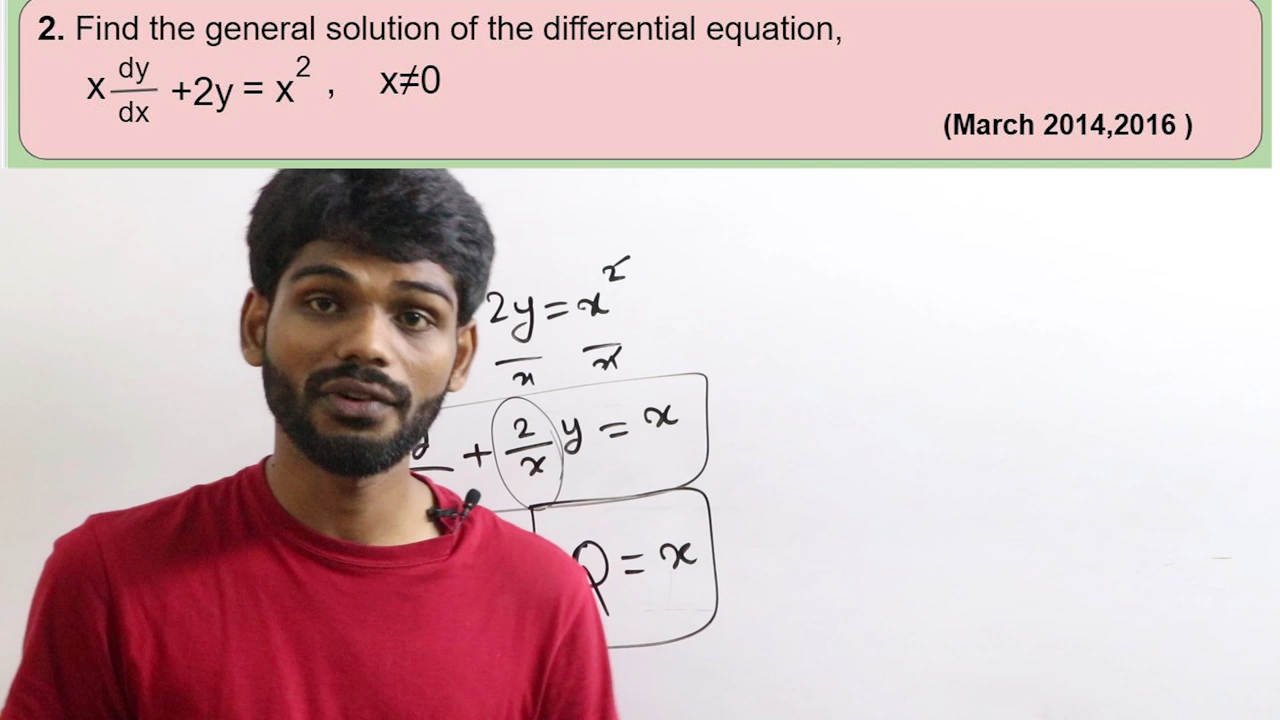 2. Find the general solution of the differential equation,
x dy/dx +2y = x² , x≠0
(March 2014,2016 )
2y = x²
x x
+ 2/x y = x
Q = x